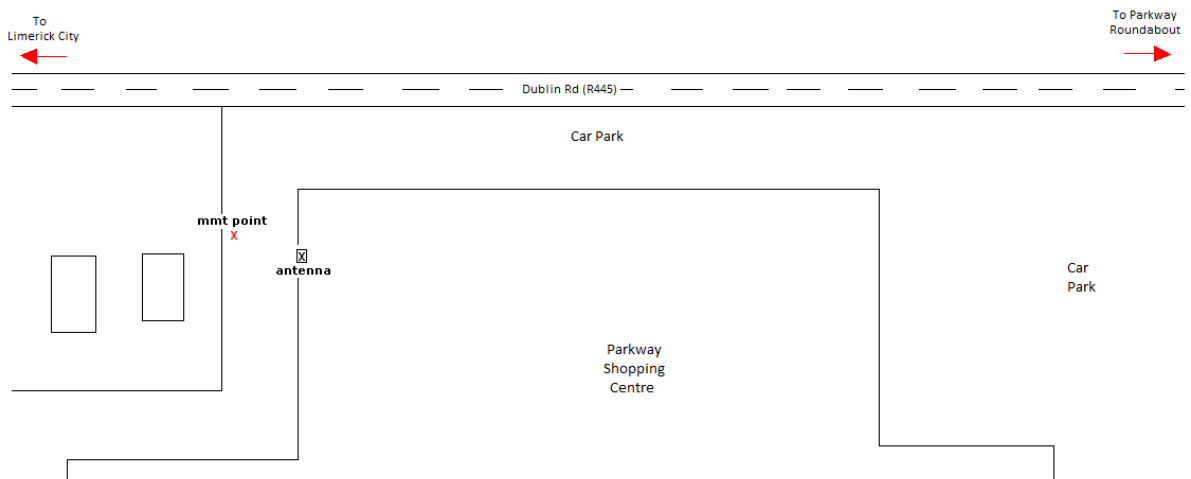 To
Limerick City
To Parkway
Roundabout
Dublin Rd (R445)
Car Park
mmt point
X
X
antenna
Car
Park
Parkway
Shopping
Centre